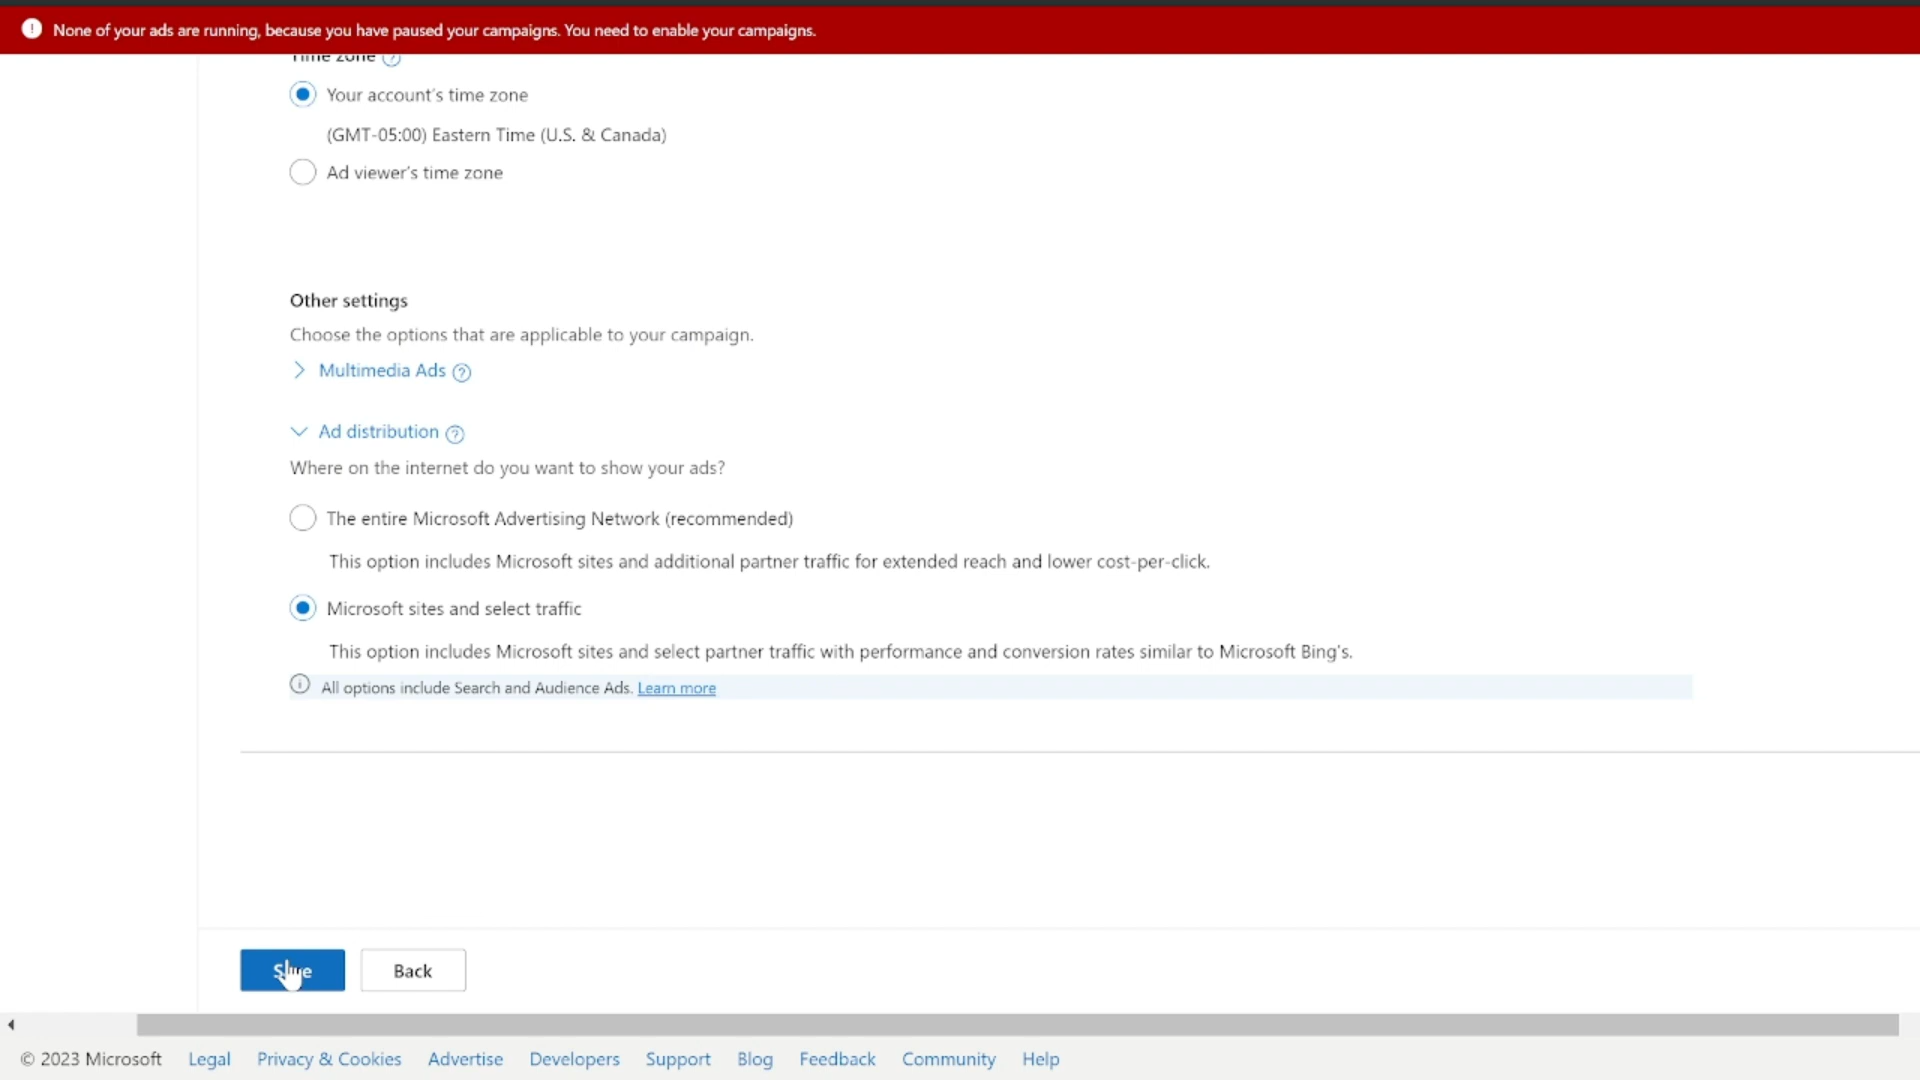 None of your ads are running, because you have paused your campaigns. You need to enable your campaigns.
Time zone
Your account's time zone
(GMT-05:00) Eastern Time (U.S. & Canada)
Ad viewer's time zone
Other settings
Choose the options that are applicable to your campaign.
Multimedia Ads
Ad distribution
Where on the internet do you want to show your ads?
The entire Microsoft Advertising Network (recommended)
This option includes Microsoft sites and additional partner traffic for extended reach and lower cost-per-click.
Microsoft sites and select traffic
This option includes Microsoft sites and select partner traffic with performance and conversion rates similar to Microsoft Bing's.
All options include Search and Audience Ads. Learn more
Save Back
© 2023 Microsoft Legal Privacy & Cookies Advertise Developers Support Blog Feedback Community Help